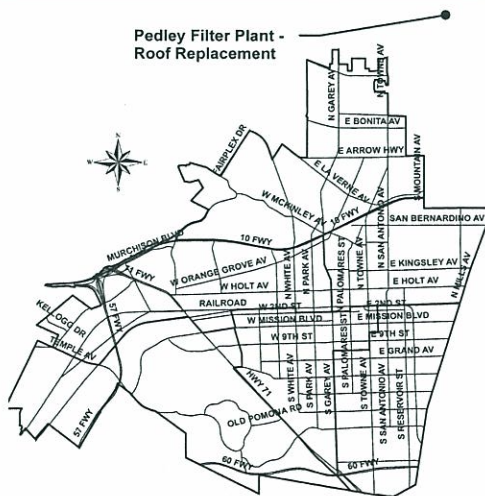 Pedley Filter Plant -
Roof Replacement
N GAREY AV
N TOWNE AV
E BONITA AV
E ARROW HWY
S MOUNTAIN AV
FAIRPLEX DR
E LA VERNE AV
N
W
E
S
W MCKINLEY AV
10 FWY
SAN BERNARDINO AV
MURCHISON BLVD
10 FWY
N SAN ANTONIO AV
71 FWY
W ORANGE GROVE AV
N WHITE AV
N PARK AV
N PALOMARES ST
N TOWNE AV
E KINGSLEY AV
W HOLT AV
E HOLT AV
N MILLS AV
RAILROAD
W 2ND ST
E 2ND ST
KELLOGG DR
57 FWY
W MISSION BLVD
E MISSION BLVD
W 9TH ST
E 9TH ST
TEMPLE AV
E GRAND AV
HWY 71
S WHITE AV
S PARK AV
S GAREY AV
S PALOMARES ST
S TOWNE AV
S SAN ANTONIO AV
S RESERVOIR ST
OLD POMONA RD
57 FWY
60 FWY
60 FWY